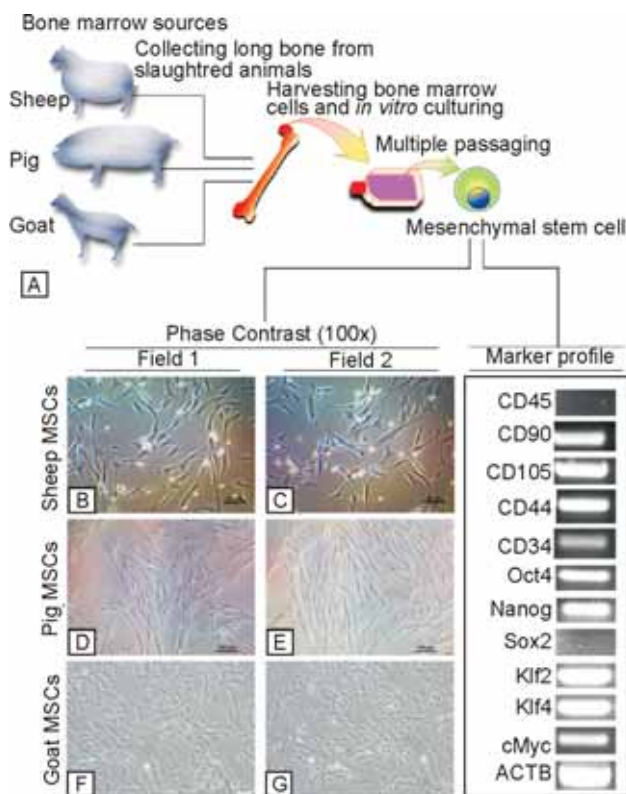 Bone marrow sources
Collecting long bone from
slaughtred animals
Sheep
Harvesting bone marrow
cells and in vitro culturing
Pig
Multiple passaging
Goat
Mesenchymal stem cell
A
Phase Contrast (100x)
Field 1
Field 2
Marker profile
Sheep MSCs
B
C
Pig MSCs
D
E
Goat MSCs
F
G
CD45
CD90
CD105
CD44
CD34
Oct4
Nanog
Sox2
Klf2
Klf4
cMyc
ACTB